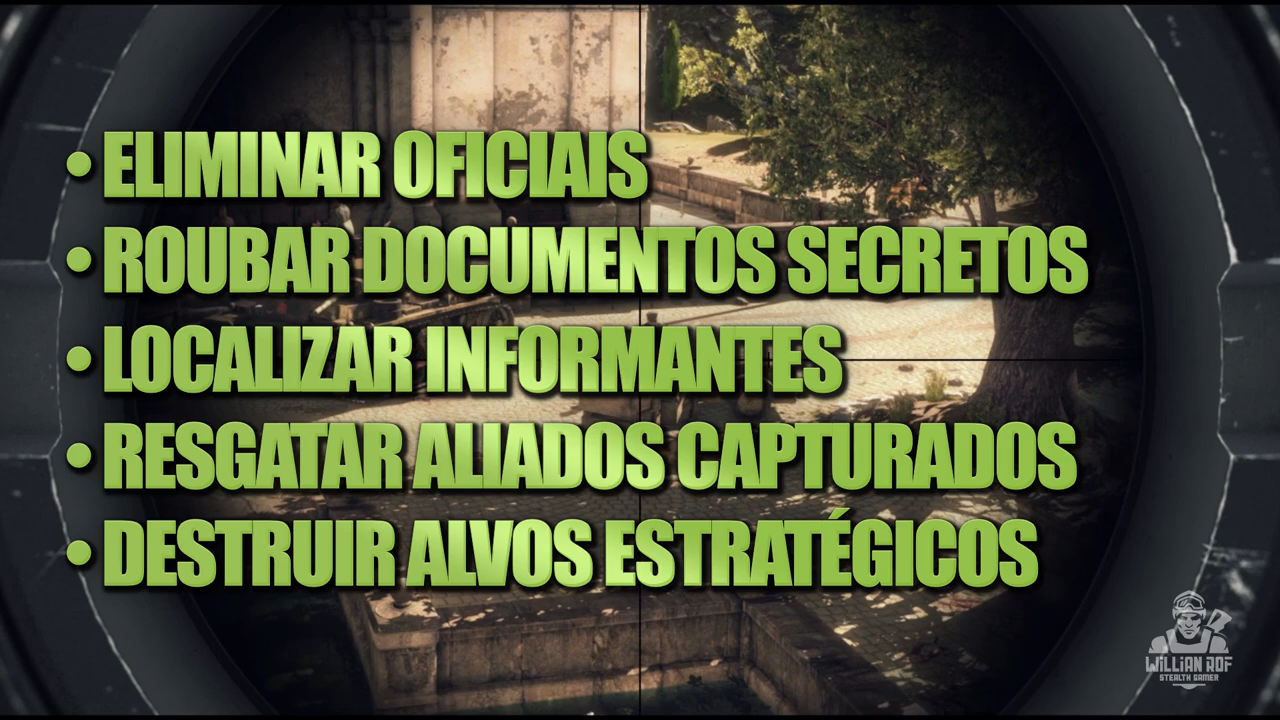 • ELIMINAR OFICIAIS
• ROUBAR DOCUMENTOS SECRETOS
• LOCALIZAR INFORMANTES
• RESGATAR ALIADOS CAPTURADOS
• DESTRUIR ALVOS ESTRATÉGICOS
WILLIAN ROF
STEALTH GAMER